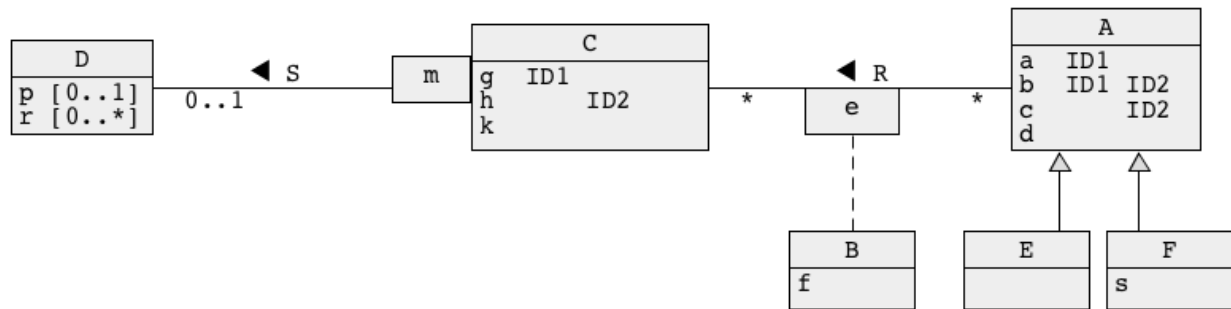 D
p [0..1]
r [0..*]
◀ S
0..1
m
C
g ID1
h ID2
k
◀ R
*
*
e
A
a ID1
b ID1 ID2
c ID2
d
B
f
E
F
s